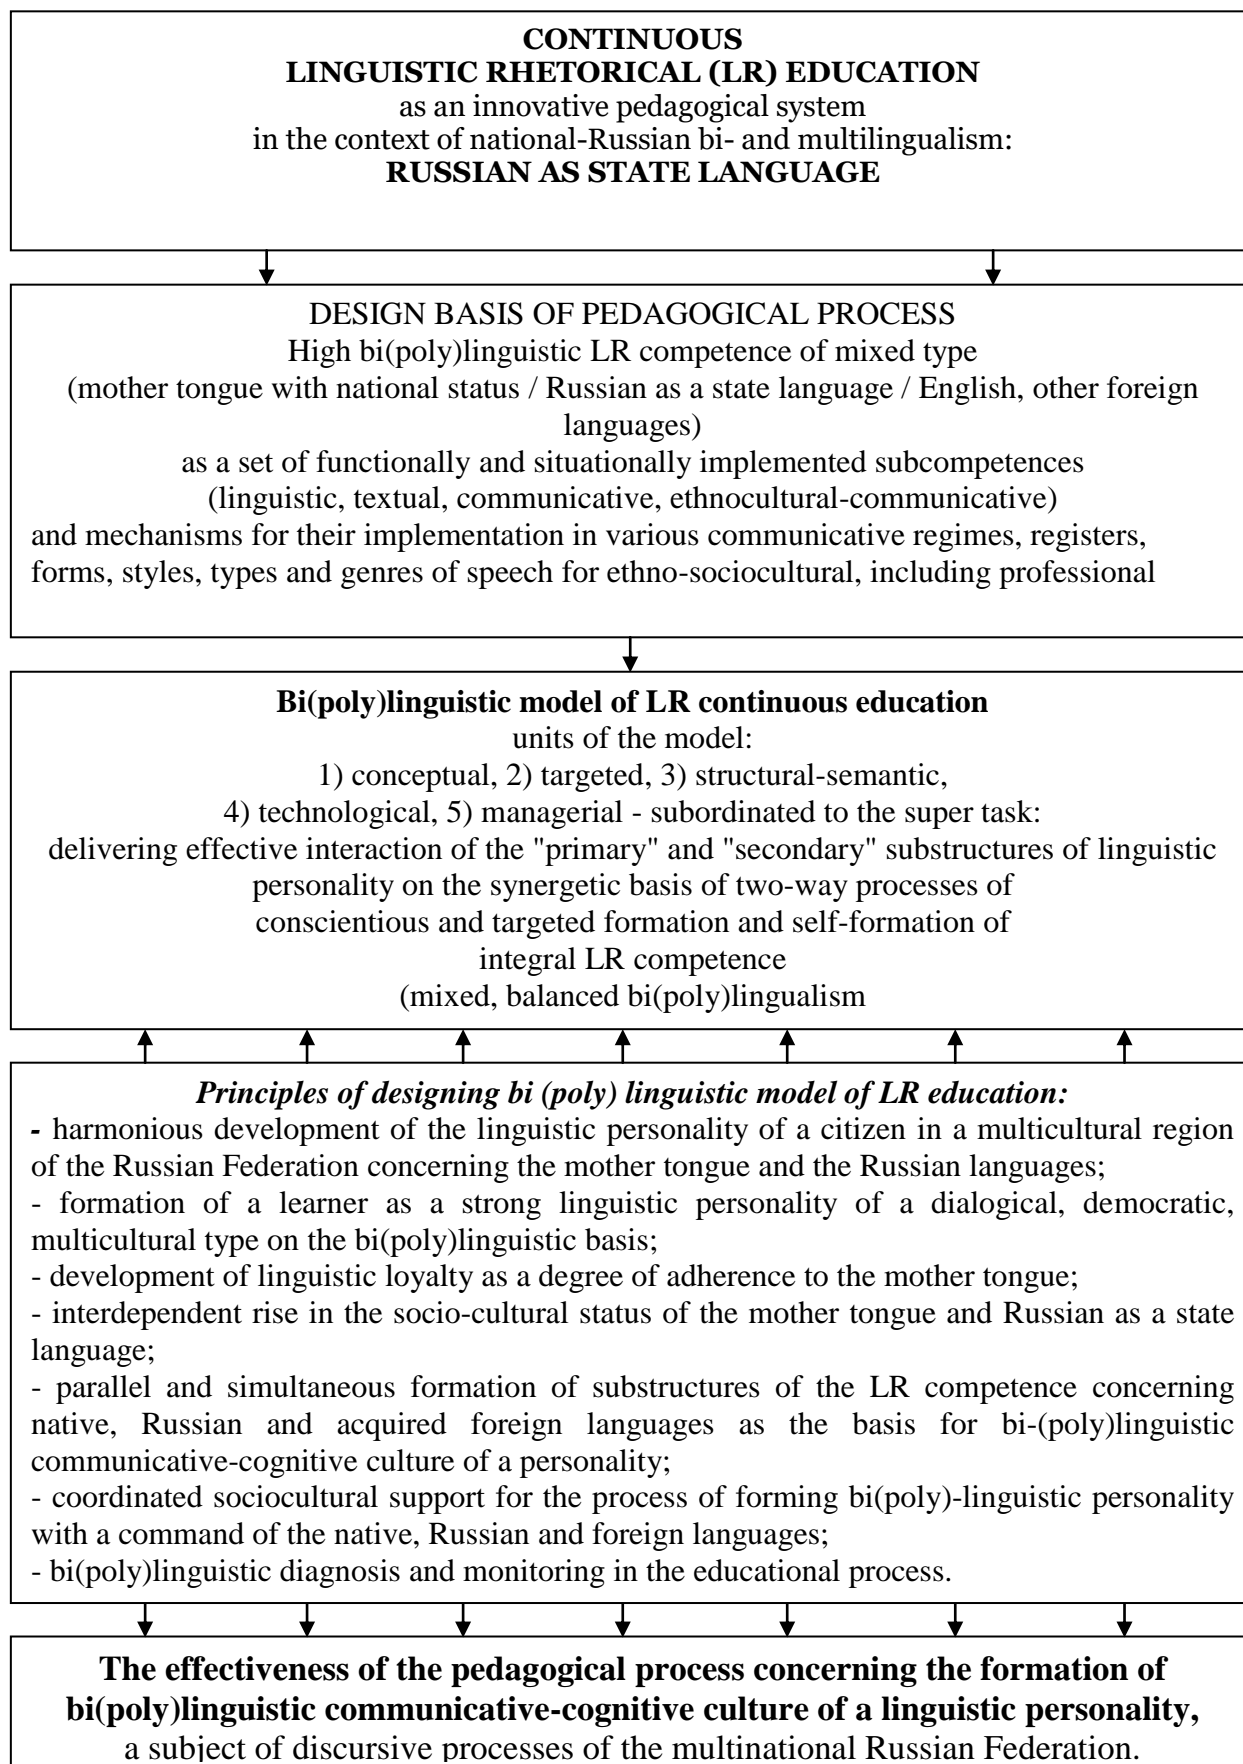 CONTINUOUS
LINGUISTIC RHETORICAL (LR) EDUCATION
as an innovative pedagogical system
in the context of national-Russian bi- and multilingualism:
RUSSIAN AS STATE LANGUAGE
DESIGN BASIS OF PEDAGOGICAL PROCESS
High bi(poly)linguistic LR competence of mixed type
(mother tongue with national status / Russian as a state language / English, other foreign
languages)
as a set of functionally and situationally implemented subcompetences
(linguistic, textual, communicative, ethnocultural-communicative)
and mechanisms for their implementation in various communicative regimes, registers,
forms, styles, types and genres of speech for ethno-sociocultural, including professional
Bi(poly)linguistic model of LR continuous education
units of the model:
1) conceptual, 2) targeted, 3) structural-semantic,
4) technological, 5) managerial - subordinated to the super task:
delivering effective interaction of the "primary" and "secondary" substructures of linguistic
personality on the synergetic basis of two-way processes of
conscientious and targeted formation and self-formation of
integral LR competence
(mixed, balanced bi(poly)lingualism
Principles of designing bi (poly) linguistic model of LR education:
- harmonious development of the linguistic personality of a citizen in a multicultural region
of the Russian Federation concerning the mother tongue and the Russian languages;
- formation of a learner as a strong linguistic personality of a dialogical, democratic,
multicultural type on the bi(poly)linguistic basis;
- development of linguistic loyalty as a degree of adherence to the mother tongue;
- interdependent rise in the socio-cultural status of the mother tongue and Russian as a state
language;
- parallel and simultaneous formation of substructures of the LR competence concerning
native, Russian and acquired foreign languages as the basis for bi-(poly)linguistic
communicative-cognitive culture of a personality;
- coordinated sociocultural support for the process of forming bi(poly)-linguistic personality
with a command of the native, Russian and foreign languages;
- bi(poly)linguistic diagnosis and monitoring in the educational process.
The effectiveness of the pedagogical process concerning the formation of
bi(poly)linguistic communicative-cognitive culture of a linguistic personality,
a subject of discursive processes of the multinational Russian Federation.